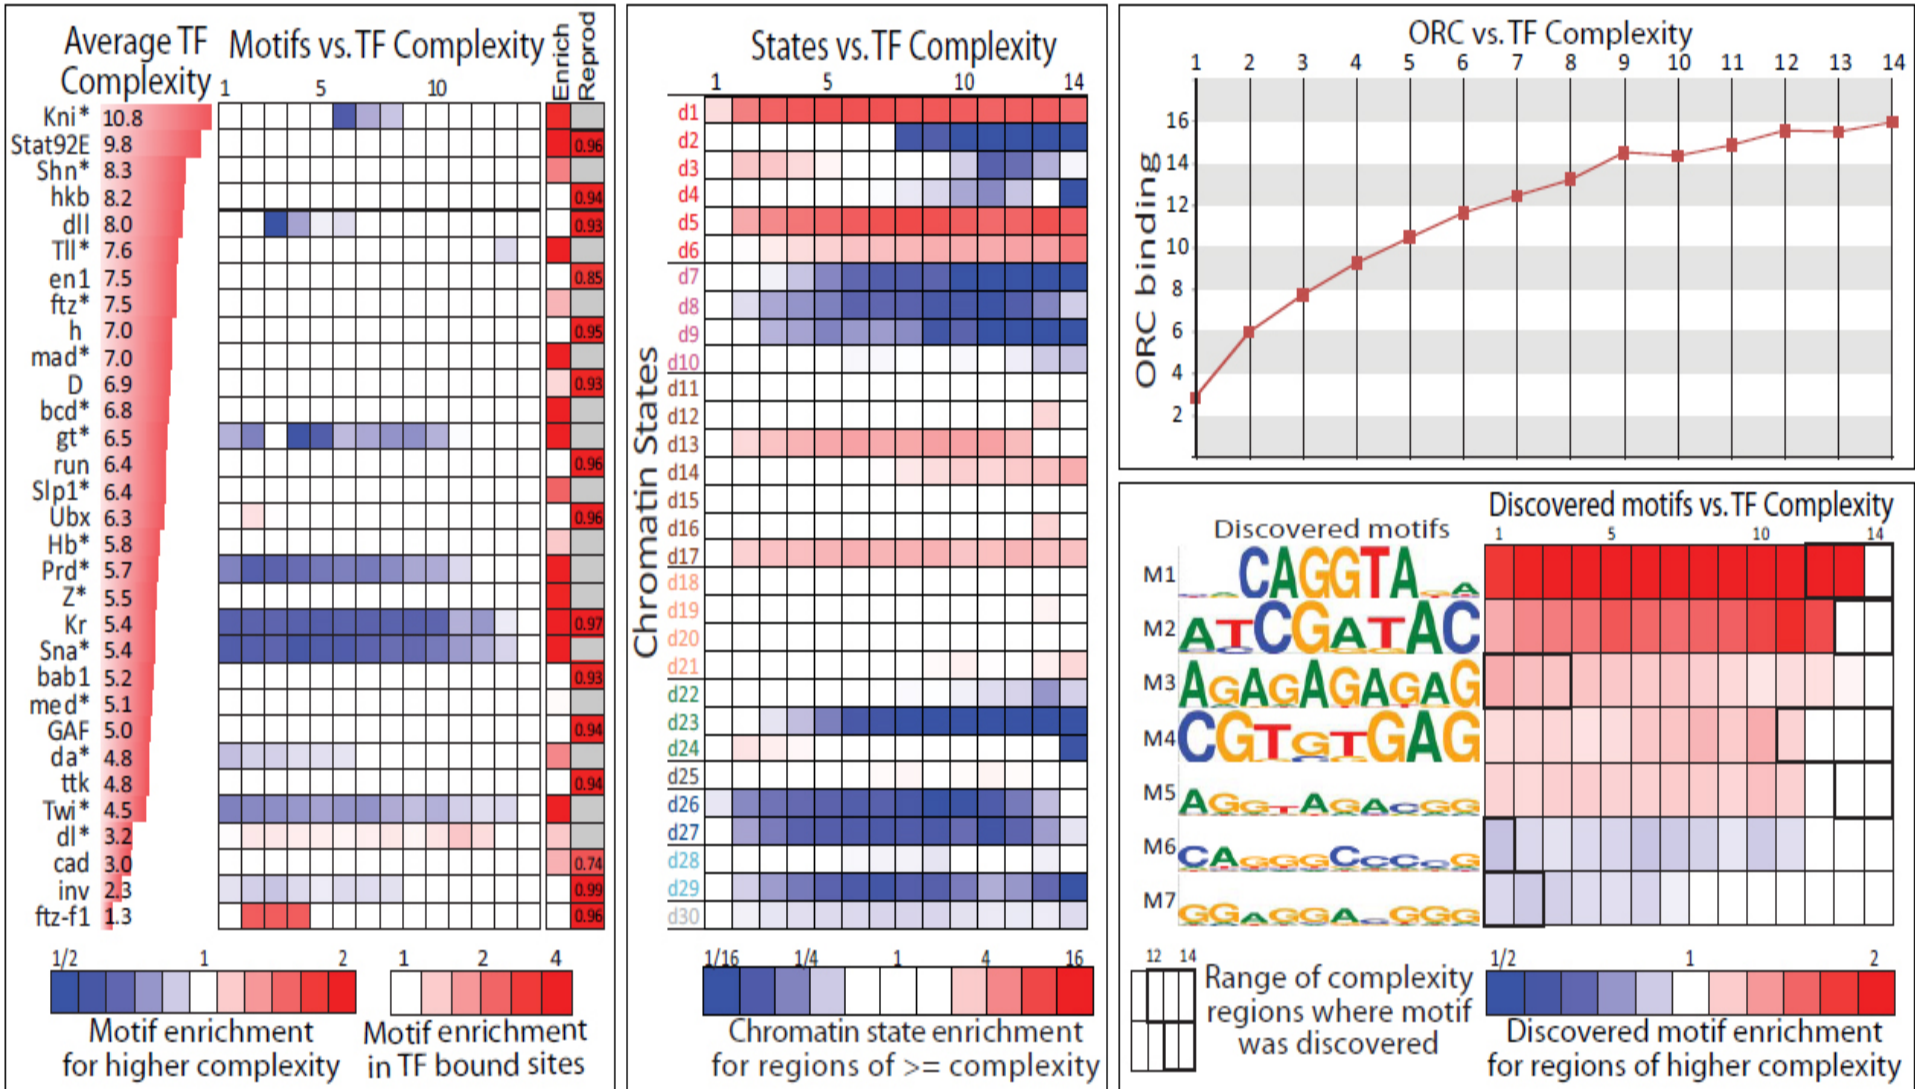 Average TF
Complexity
Motifs vs. TF Complexity
Enrich
Reprod
1 5 10
Kni* 10.8
Stat92E 9.8 0.96
Shn* 8.3
hkb 8.2 0.94
dll 8.0 0.93
Tll* 7.6
en1 7.5 0.85
ftz* 7.5
h 7.0 0.95
mad* 7.0
D 6.9 0.93
bcd* 6.8
gt* 6.5
run 6.4 0.96
Slp1* 6.4
Ubx 6.3 0.96
Hb* 5.8
Prd* 5.7
Z* 5.5
Kr 5.4 0.97
Sna* 5.4
bab1 5.2 0.93
med* 5.1
GAF 5.0 0.94
da* 4.8
ttk 4.8 0.94
Twi* 4.5
dl* 3.2
cad 3.0 0.74
inv 2.3 0.99
ftz-f1 1.3 0.96
1/2 1 2
Motif enrichment
for higher complexity
1 2 4
Motif enrichment
in TF bound sites
States vs. TF Complexity
1 5 10 14
Chromatin States
d1
d2
d3
d4
d5
d6
d7
d8
d9
d10
d11
d12
d13
d14
d15
d16
d17
d18
d19
d20
d21
d22
d23
d24
d25
d26
d27
d28
d29
d30
1/16 1/4 1 4 16
Chromatin state enrichment
for regions of >= complexity
ORC vs. TF Complexity
1 2 3 4 5 6 7 8 9 10 11 12 13 14
ORC binding
16
14
12
10
8
6
4
2
Discovered motifs
Discovered motifs vs. TF Complexity
1 5 10 14
M1 CAGGTA
M2 ATCGATAC
M3 AGAGAGAGAG
M4 CGTGTGAG
M5 AGGTAGACGG
M6 CAGGGCCCCG
M7 GGAGGACGGG
12 14
Range of complexity
regions where motif
was discovered
1/2 1 2
Discovered motif enrichment
for regions of higher complexity